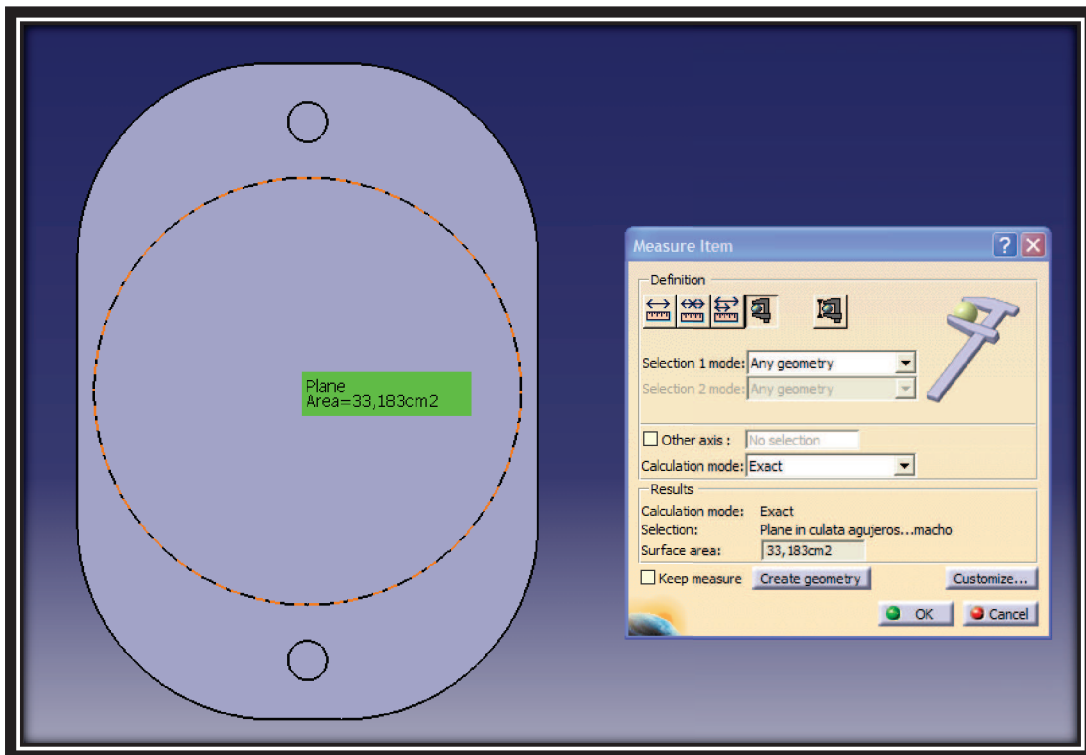 Plane
Area=33,183cm2
Measure Item
Definition
Selection 1 mode: Any geometry
Selection 2 mode: Any geometry
Other axis : No selection
Calculation mode: Exact
Results
Calculation mode: Exact
Selection: Plane in culata agujeros...macho
Surface area: 33,183cm2
Keep measure Create geometry Customize...
OK Cancel